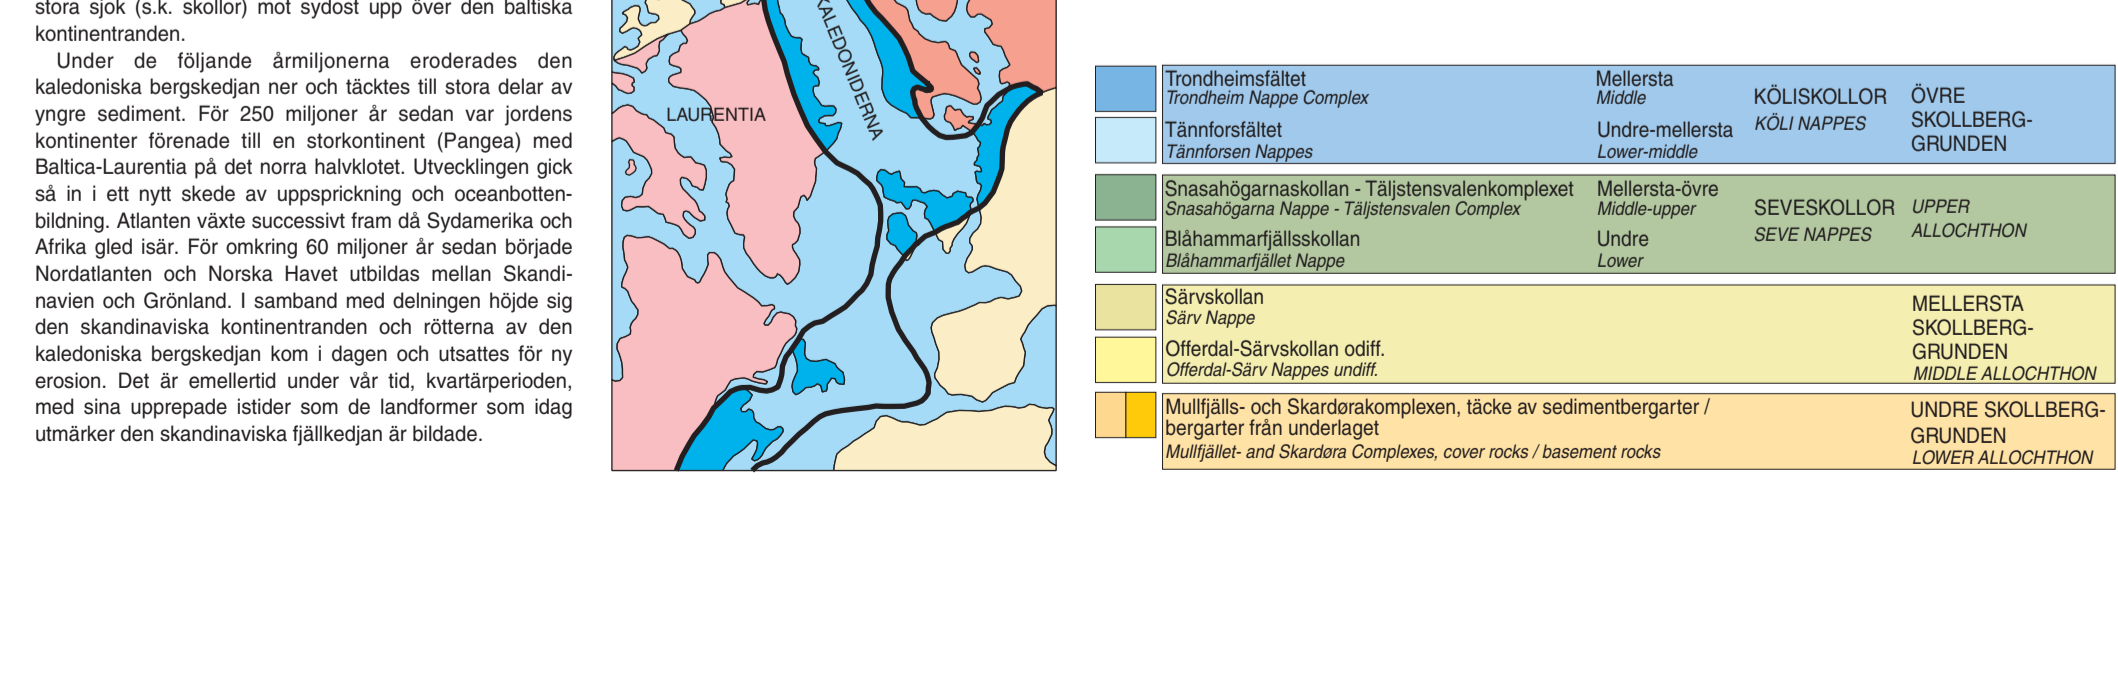 stora sjok (s.k. skollor) mot sydost upp över den baltiska
kontinentranden.
Under de följande årmiljonerna eroderades den
kaledoniska bergskedjan ner och täcktes till stora delar av
yngre sediment. För 250 miljoner år sedan var jordens
kontinenter förenade till en storkontinent (Pangea) med
Baltica-Laurentia på det norra halvklotet. Utvecklingen gick
så in i ett nytt skede av uppsprickning och oceanbotten-
bildning. Atlanten växte successivt fram då Sydamerika och
Afrika gled isär. För omkring 60 miljoner år sedan började
Nordatlanten och Norska Havet utbildas mellan Skandi-
navien och Grönland. I samband med delningen höjde sig
den skandinaviska kontinentranden och rötterna av den
kaledoniska bergskedjan kom i dagen och utsattes för ny
erosion. Det är emellertid under vår tid, kvartärperioden,
med sina upprepade istider som de landformer som idag
utmärker den skandinaviska fjällkedjan är bildade.
KALEDONIDERNA
LAURENTIA
Trondheimsfältet
Trondheim Nappe Complex
Mellersta
Middle
Tännforsfältet
Tännforsen Nappes
Undre-mellersta
Lower-middle
KÖLISKOLLOR
KÖLI NAPPES
ÖVRE
SKOLLBERG-
GRUNDEN
Snasahögarnaskollan - Täljstensvalenkomplexet
Snasahögarna Nappe - Täljstensvalen Complex
Mellersta-övre
Middle-upper
Blåhammarfjällsskollan
Blåhammarfjället Nappe
Undre
Lower
SEVESKOLLOR
SEVE NAPPES
UPPER
ALLOCHTHON
Särvskollan
Särv Nappe
Offerdal-Särvskollan odiff.
Offerdal-Särv Nappes undiff.
MELLERSTA
SKOLLBERG-
GRUNDEN
MIDDLE ALLOCHTHON
Mullfjälls- och Skardørakomplexen, täcke av sedimentbergarter /
bergarter från underlaget
Mullfjället- and Skardøra Complexes, cover rocks / basement rocks
UNDRE SKOLLBERG-
GRUNDEN
LOWER ALLOCHTHON